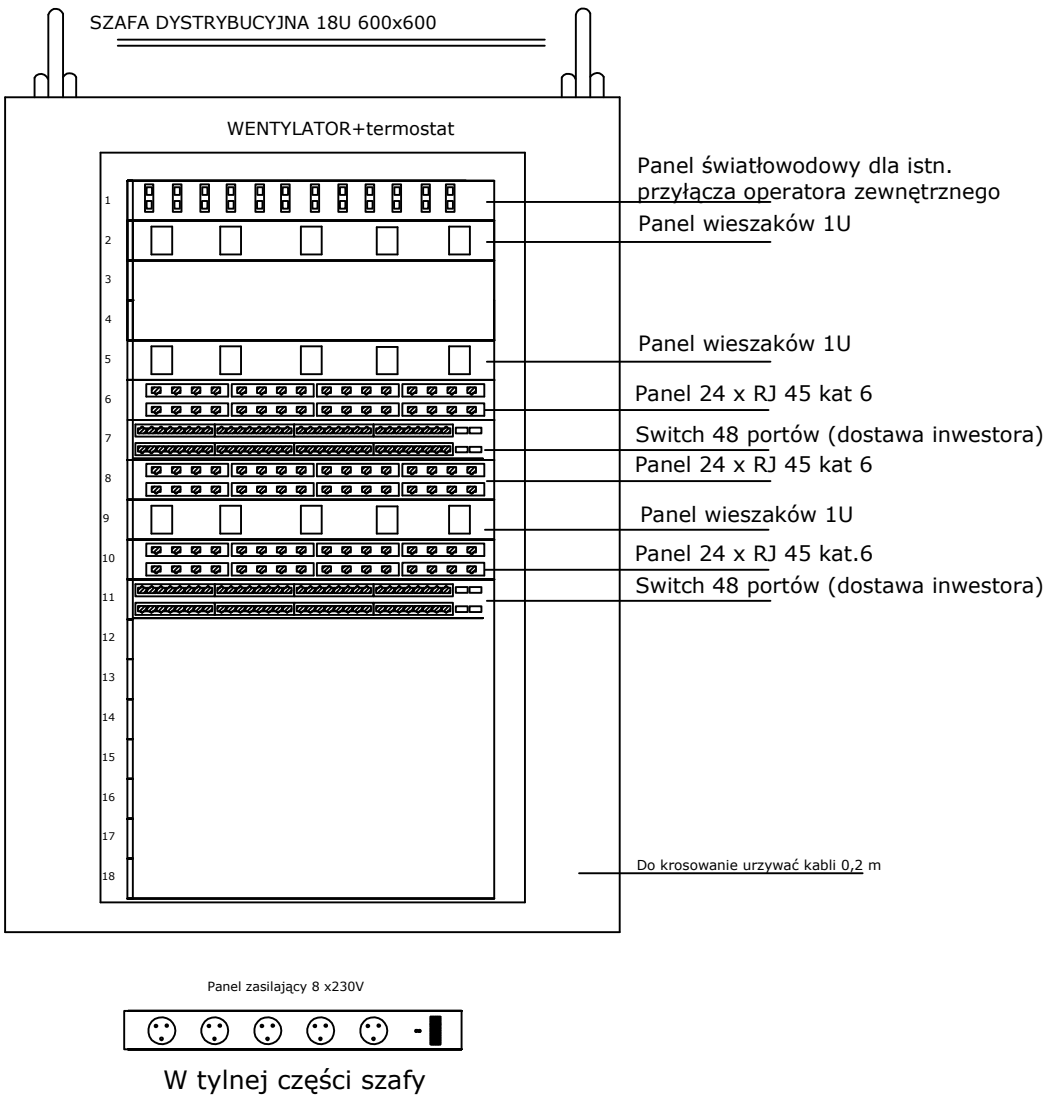 SZAFA DYSTRYBUCYJNA 18U 600x600
WENTYLATOR+termostat
Panel światłowodowy dla istn.
przyłącza operatora zewnętrznego
1
Panel wieszaków 1U
2
3
4
Panel wieszaków 1U
5
Panel 24 x RJ 45 kat 6
6
Switch 48 portów (dostawa inwestora)
7
Panel 24 x RJ 45 kat 6
8
Panel wieszaków 1U
9
Panel 24 x RJ 45 kat.6
10
Switch 48 portów (dostawa inwestora)
11
12
13
14
15
16
17
Do krosowanie urzywać kabli 0,2 m
18
Panel zasilający 8 x230V
W tylnej części szafy